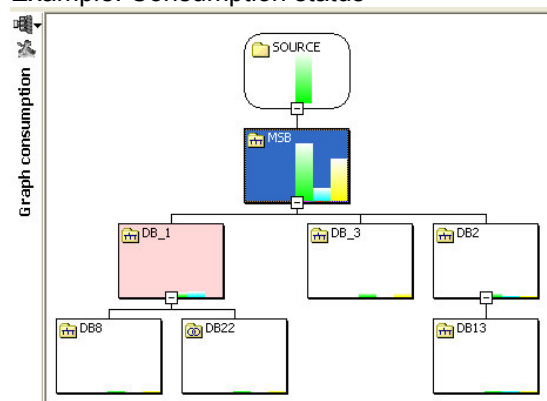 Example: Consumption status
Graph consumption
SOURCE
MSB
DB_1
DB_3
DB2
DB8
DB22
DB13